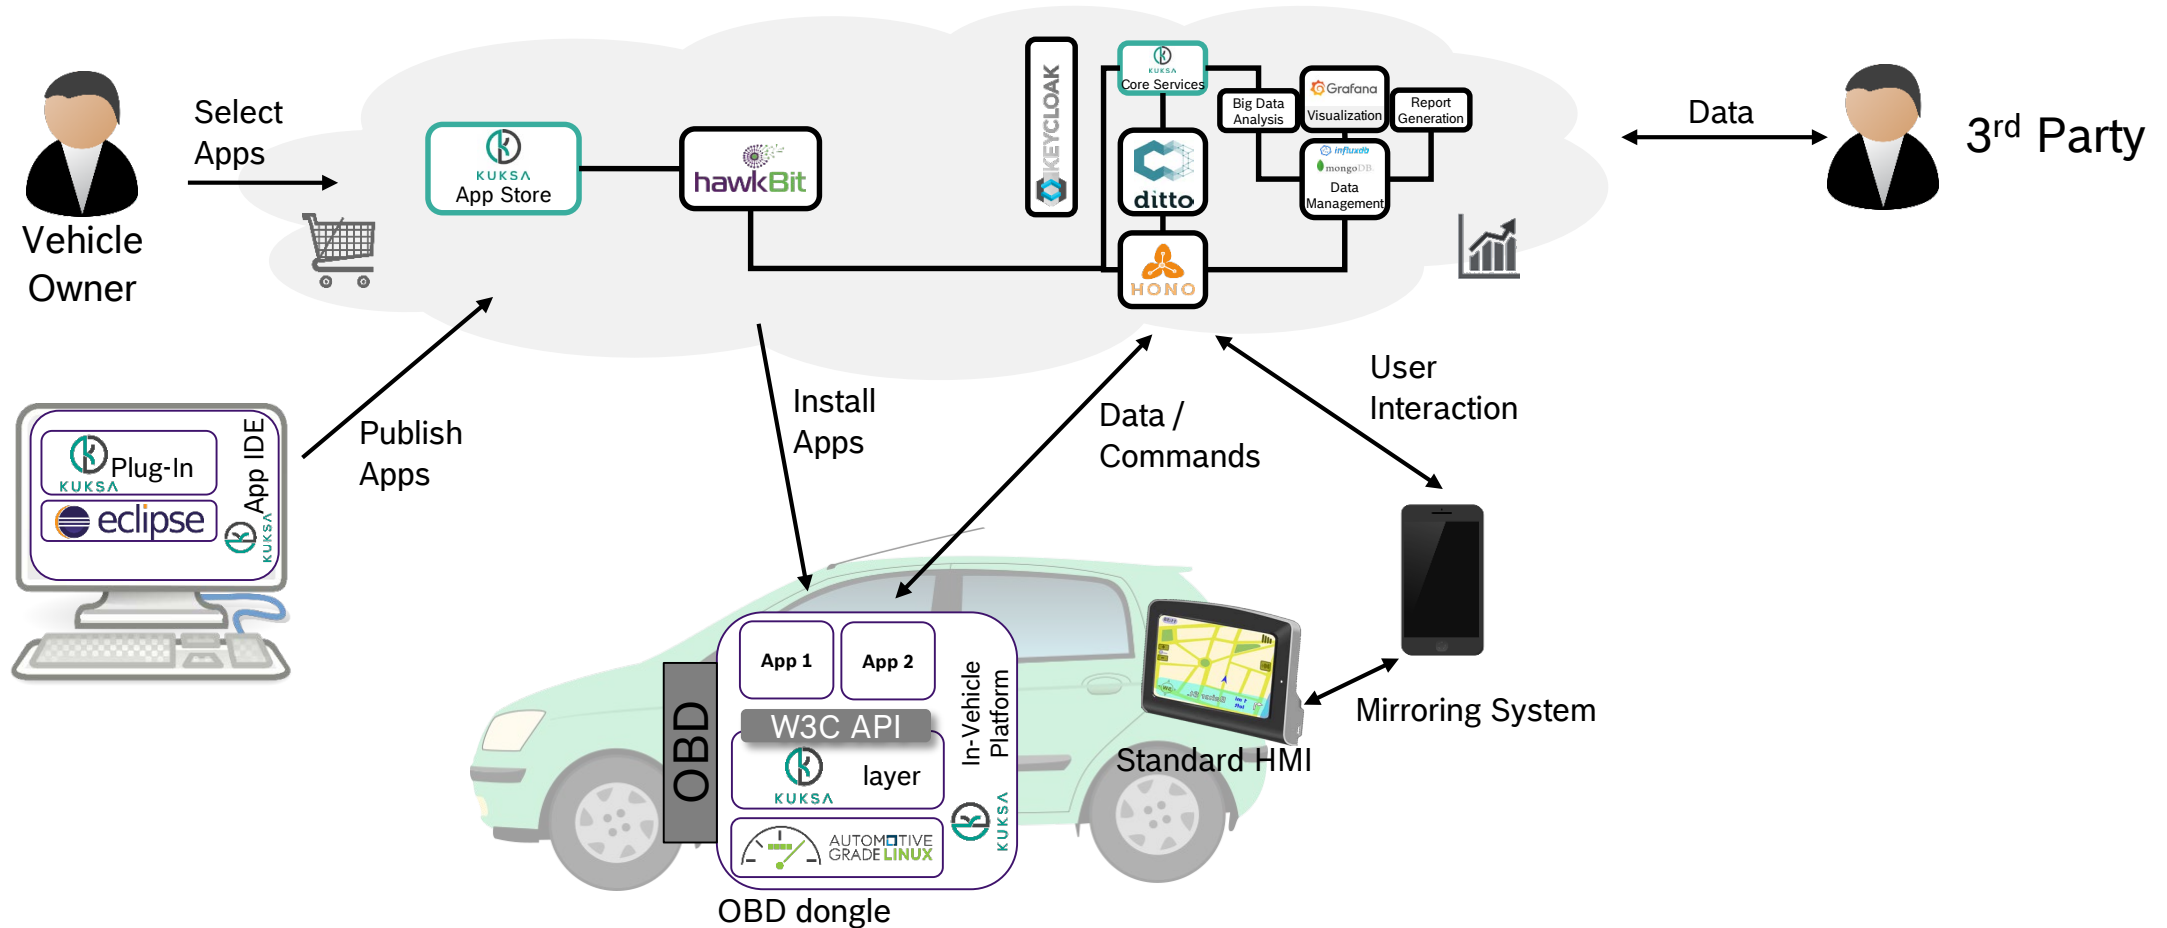 Vehicle
Owner
Select
Apps
KUKSA
App Store
hawkBit
KEYCLOAK
KUKSA
Core Services
ditto
HONO
Big Data
Analysis
Grafana
Visualization
Report
Generation
influxdb
mongoDB
Data
Management
Data
3rd Party
Publish
Apps
Install
Apps
Data /
Commands
User
Interaction
KUKSA
Plug-In
eclipse
App IDE
KUKSA
App 1
App 2
W3C API
KUKSA
layer
AUTOMOTIVE
GRADE LINUX
In-Vehicle
Platform
KUKSA
OBD
OBD dongle
Standard HMI
Mirroring System